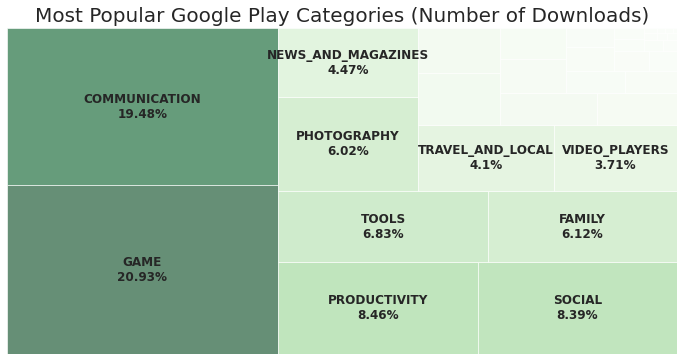 Most Popular Google Play Categories (Number of Downloads)
COMMUNICATION
19.48%
GAME
20.93%
NEWS_AND_MAGAZINES
4.47%
PHOTOGRAPHY
6.02%
TRAVEL_AND_LOCAL
4.1%
VIDEO_PLAYERS
3.71%
TOOLS
6.83%
FAMILY
6.12%
PRODUCTIVITY
8.46%
SOCIAL
8.39%